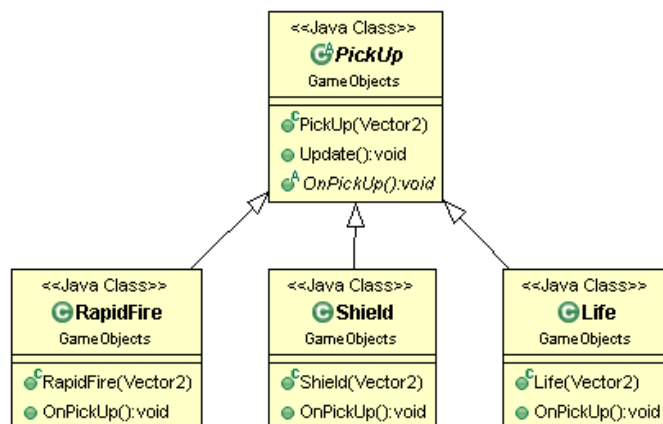 <<Java Class>>
PickUp
GameObjects
PickUp(Vector2)
Update():void
OnPickUp():void
<<Java Class>>
RapidFire
GameObjects
RapidFire(Vector2)
OnPickUp():void
<<Java Class>>
Shield
GameObjects
Shield(Vector2)
OnPickUp():void
<<Java Class>>
Life
GameObjects
Life(Vector2)
OnPickUp():void